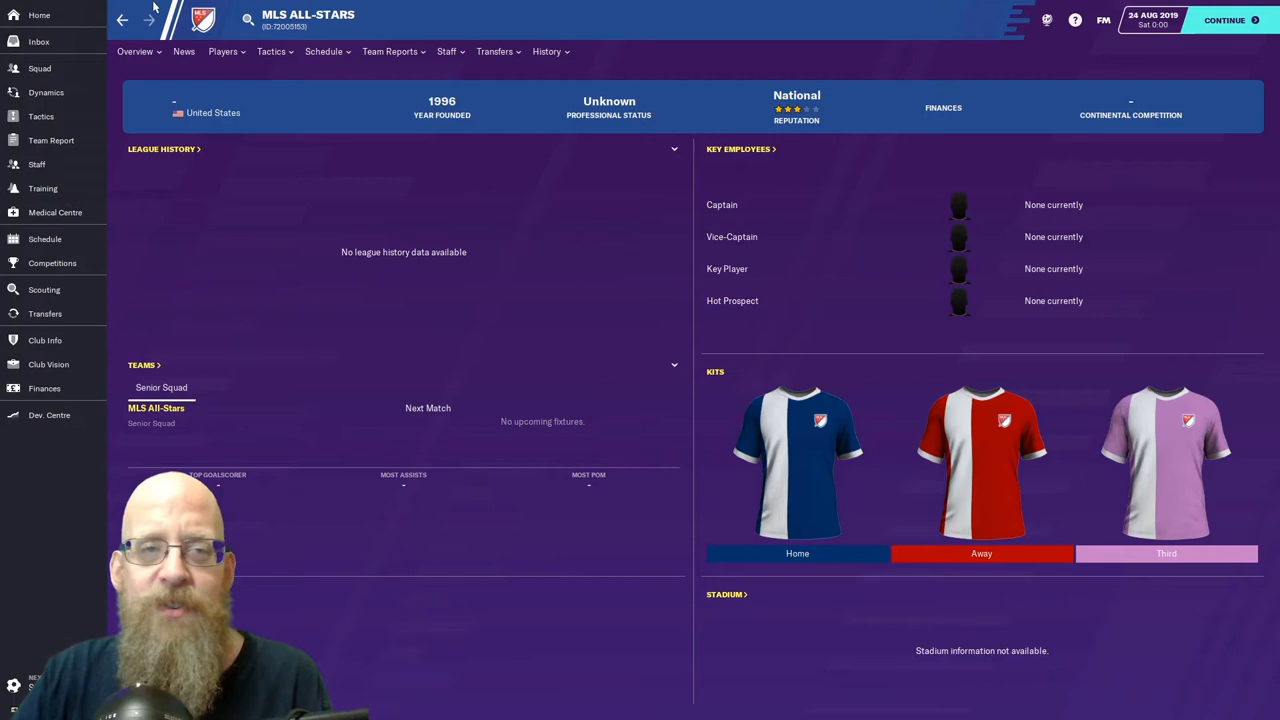 Home
Inbox
Squad
Dynamics
Tactics
Team Report
Staff
Training
Medical Centre
Schedule
Competitions
Scouting
Transfers
Club Info
Club Vision
Finances
Dev. Centre
MLS ALL-STARS
(ID:72005153)
FM
24 AUG 2019
Sat 0:00
CONTINUE
Overview
News
Players
Tactics
Schedule
Team Reports
Staff
Transfers
History
-
United States
1996
YEAR FOUNDED
Unknown
PROFESSIONAL STATUS
National
REPUTATION
FINANCES
-
CONTINENTAL COMPETITION
LEAGUE HISTORY >
No league history data available
TEAMS >
Senior Squad
MLS All-Stars
Senior Squad
Next Match
No upcoming fixtures.
TOP GOALSCORER
-
MOST ASSISTS
-
MOST POM
-
KEY EMPLOYEES >
Captain
None currently
Vice-Captain
None currently
Key Player
None currently
Hot Prospect
None currently
KITS
Home
Away
Third
STADIUM >
Stadium information not available.